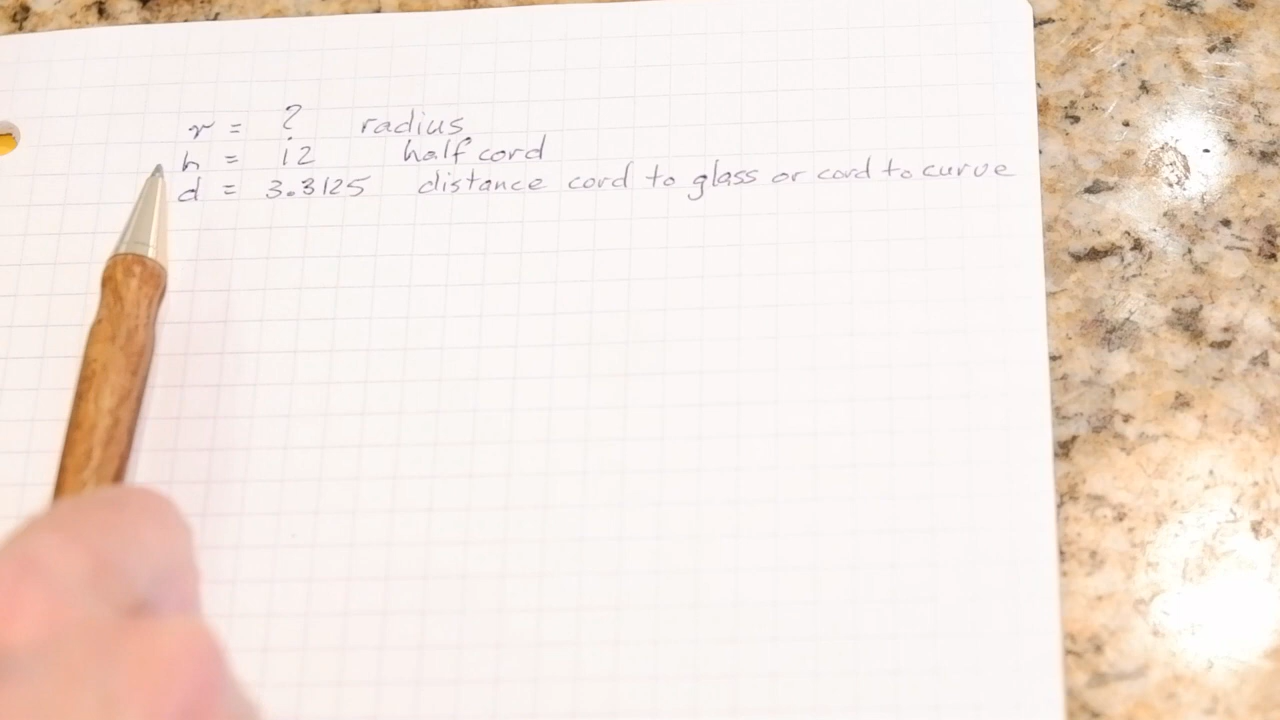 r = ? radius
h = 12 half cord
d = 3.3125 distance cord to glass or cord to curve